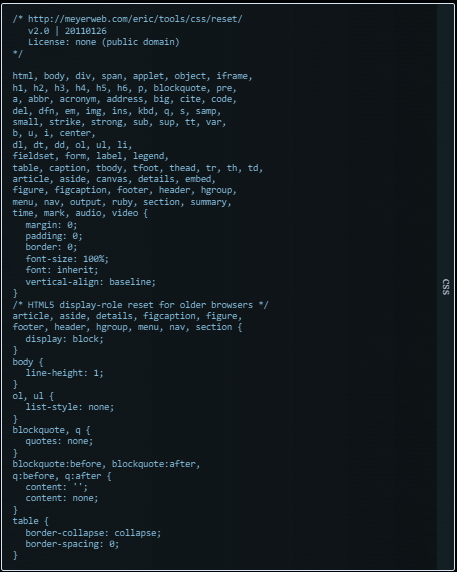 /* http://meyerweb.com/eric/tools/css/reset/
   v2.0 | 20110126
   License: none (public domain)
*/

html, body, div, span, applet, object, iframe,
h1, h2, h3, h4, h5, h6, p, blockquote, pre,
a, abbr, acronym, address, big, cite, code,
del, dfn, em, img, ins, kbd, q, s, samp,
small, strike, strong, sub, sup, tt, var,
b, u, i, center,
dl, dt, dd, ol, ul, li,
fieldset, form, label, legend,
table, caption, tbody, tfoot, thead, tr, th, td,
article, aside, canvas, details, embed,
figure, figcaption, footer, header, hgroup,
menu, nav, output, ruby, section, summary,
time, mark, audio, video {
  margin: 0;
  padding: 0;
  border: 0;
  font-size: 100%;
  font: inherit;
  vertical-align: baseline;
}
/* HTML5 display-role reset for older browsers */
article, aside, details, figcaption, figure,
footer, header, hgroup, menu, nav, section {
  display: block;
}
body {
  line-height: 1;
}
ol, ul {
  list-style: none;
}
blockquote, q {
  quotes: none;
}
blockquote:before, blockquote:after,
q:before, q:after {
  content: '';
  content: none;
}
table {
  border-collapse: collapse;
  border-spacing: 0;
}
CSS